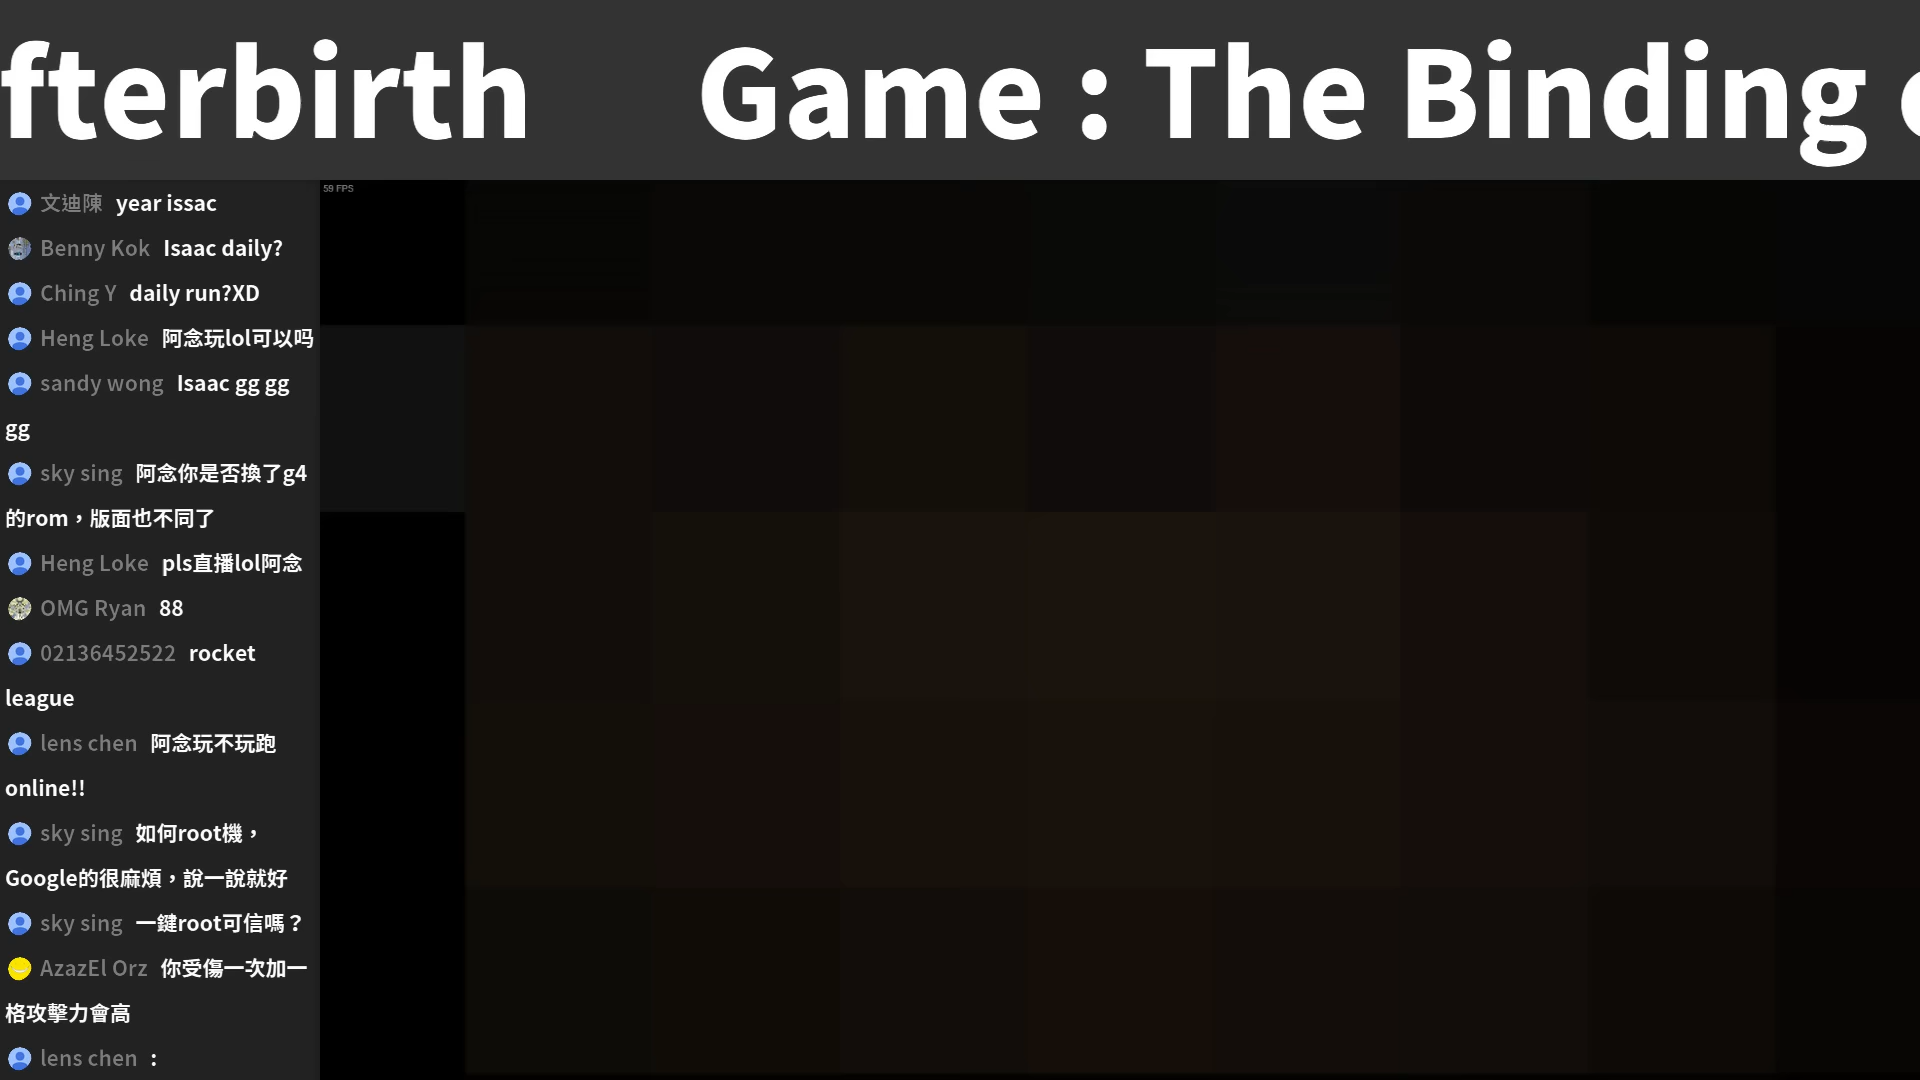 fterbirth Game : The Binding
59 FPS
文迪陳 year issac
Benny Kok Isaac daily?
Ching Y daily run?XD
Heng Loke 阿念玩lol可以吗
sandy wong Isaac gg gg
gg
sky sing 阿念你是否換了g4
的rom，版面也不同了
Heng Loke pls直播lol阿念
OMG Ryan 88
02136452522 rocket
league
lens chen 阿念玩不玩跑
online!!
sky sing 如何root機，
Google的很麻煩，說一說就好
sky sing 一鍵root可信嗎？
AzazEl Orz 你受傷一次加一
格攻擊力會高
lens chen :